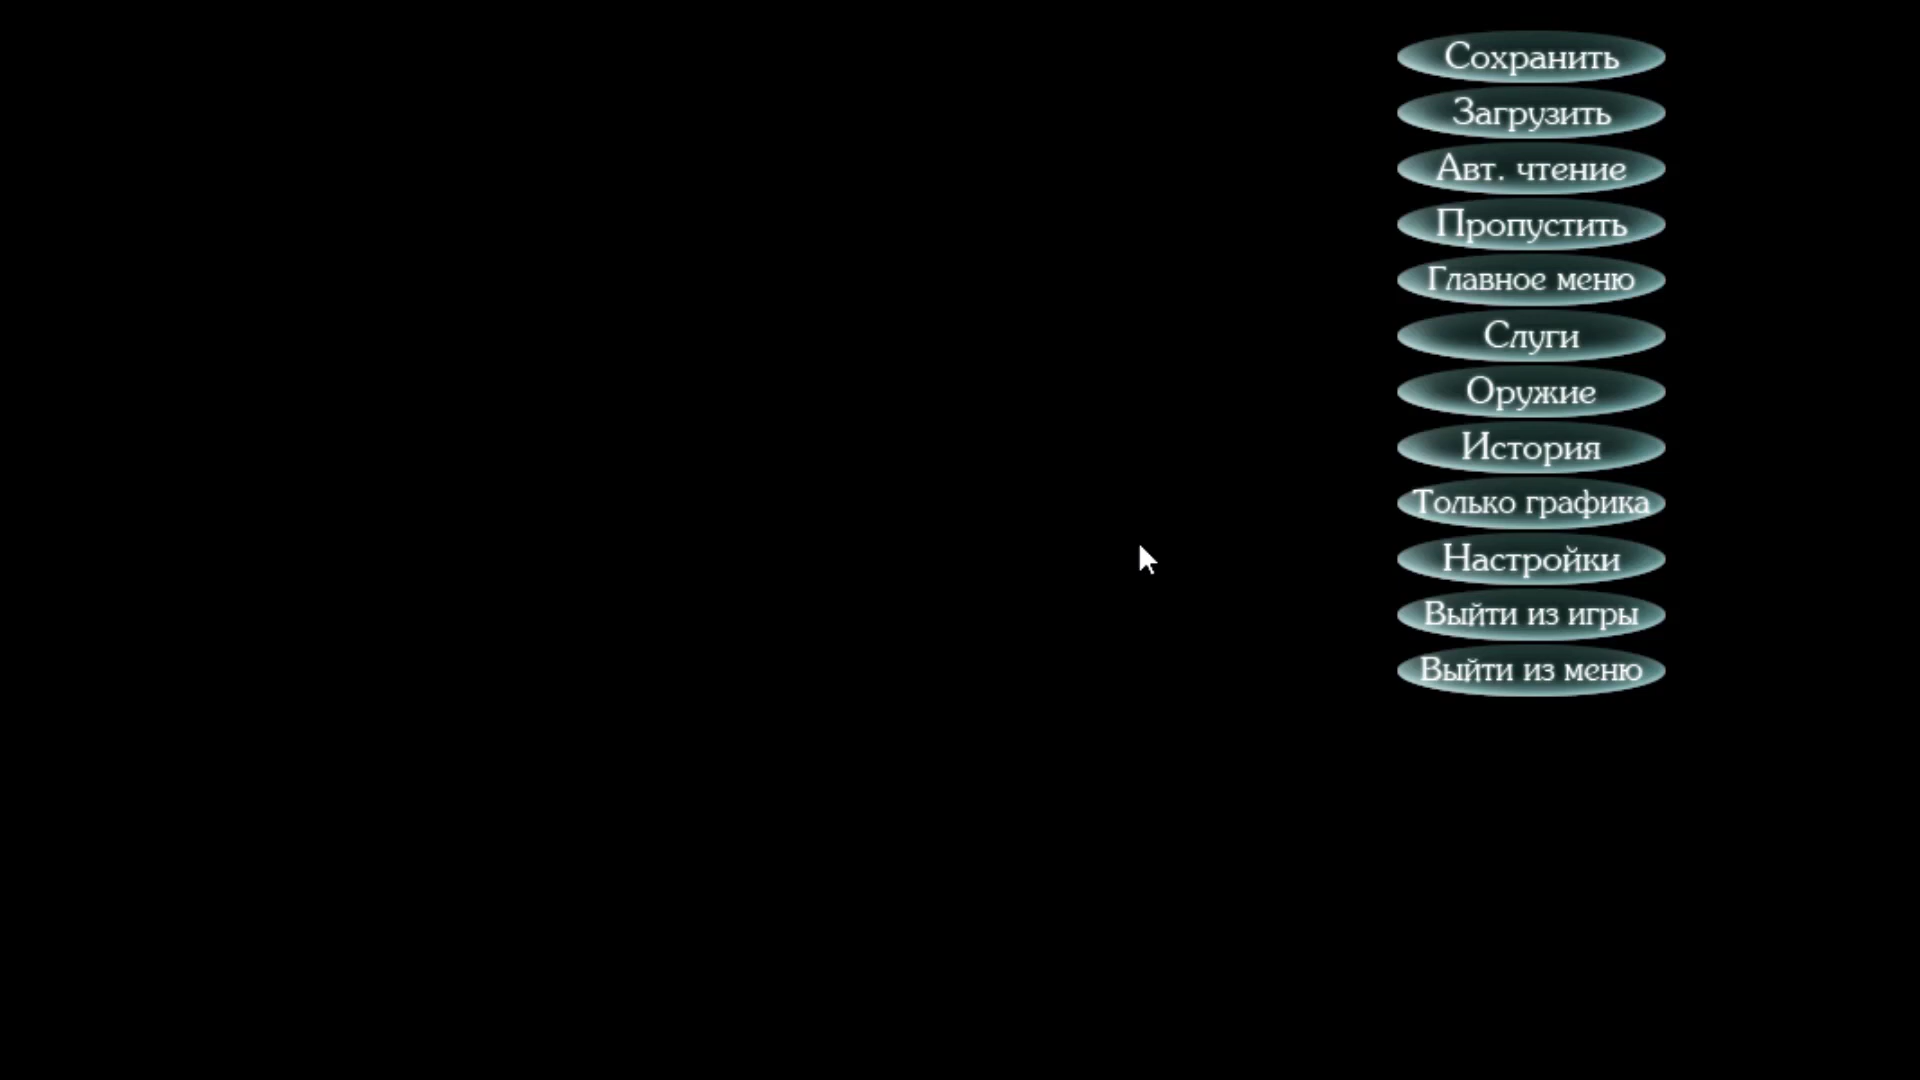 Сохранить
Загрузить
Авт. чтение
Пропустить
Главное меню
Слуги
Оружие
История
Только графика
Настройки
Выйти из игры
Выйти из меню